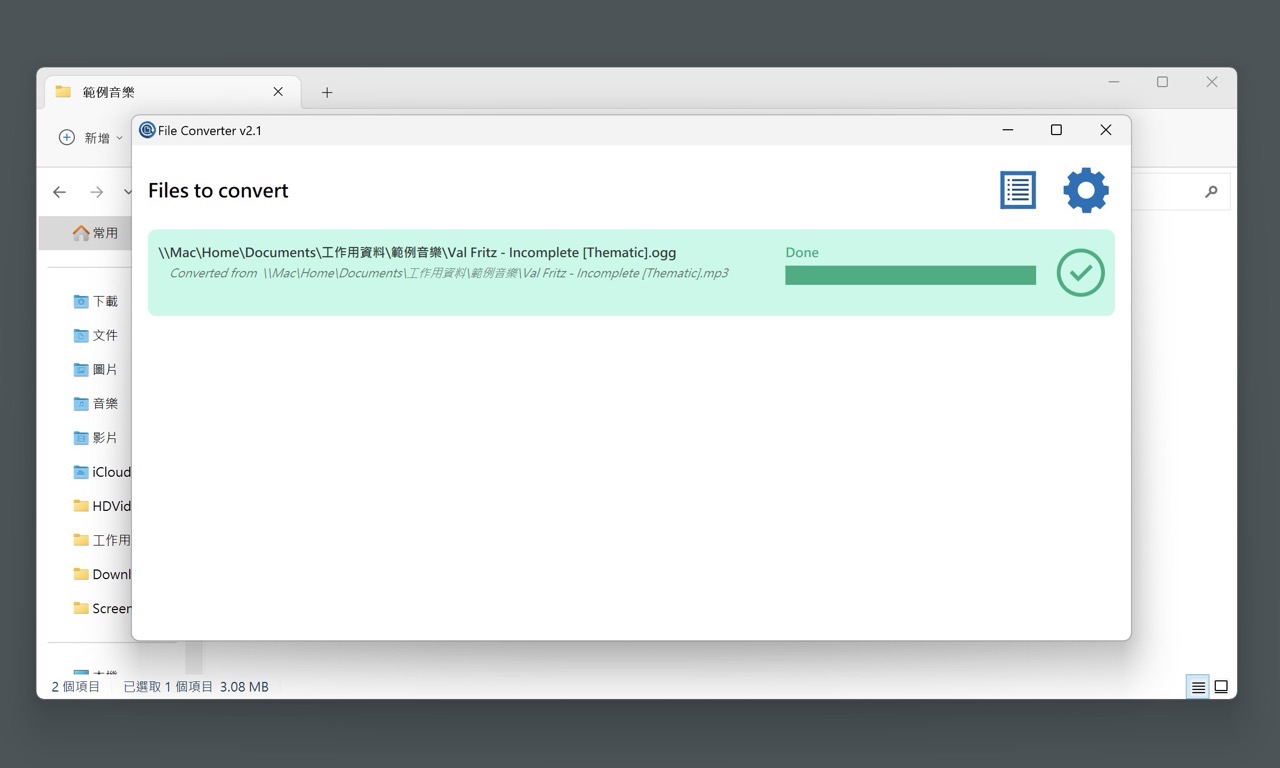 範例音樂
新增
File Converter v2.1
Files to convert
常用
\\Mac\Home\Documents\工作用資料\範例音樂\Val Fritz - Incomplete [Thematic].ogg
Done
Converted from \\Mac\Home\Documents\工作用資料\範例音樂\Val Fritz - Incomplete [Thematic].mp3
下載
文件
圖片
音樂
影片
iCloud
HDVid
工作用
Downl
Screen
2 個項目 已選取 1 個項目 3.08 MB